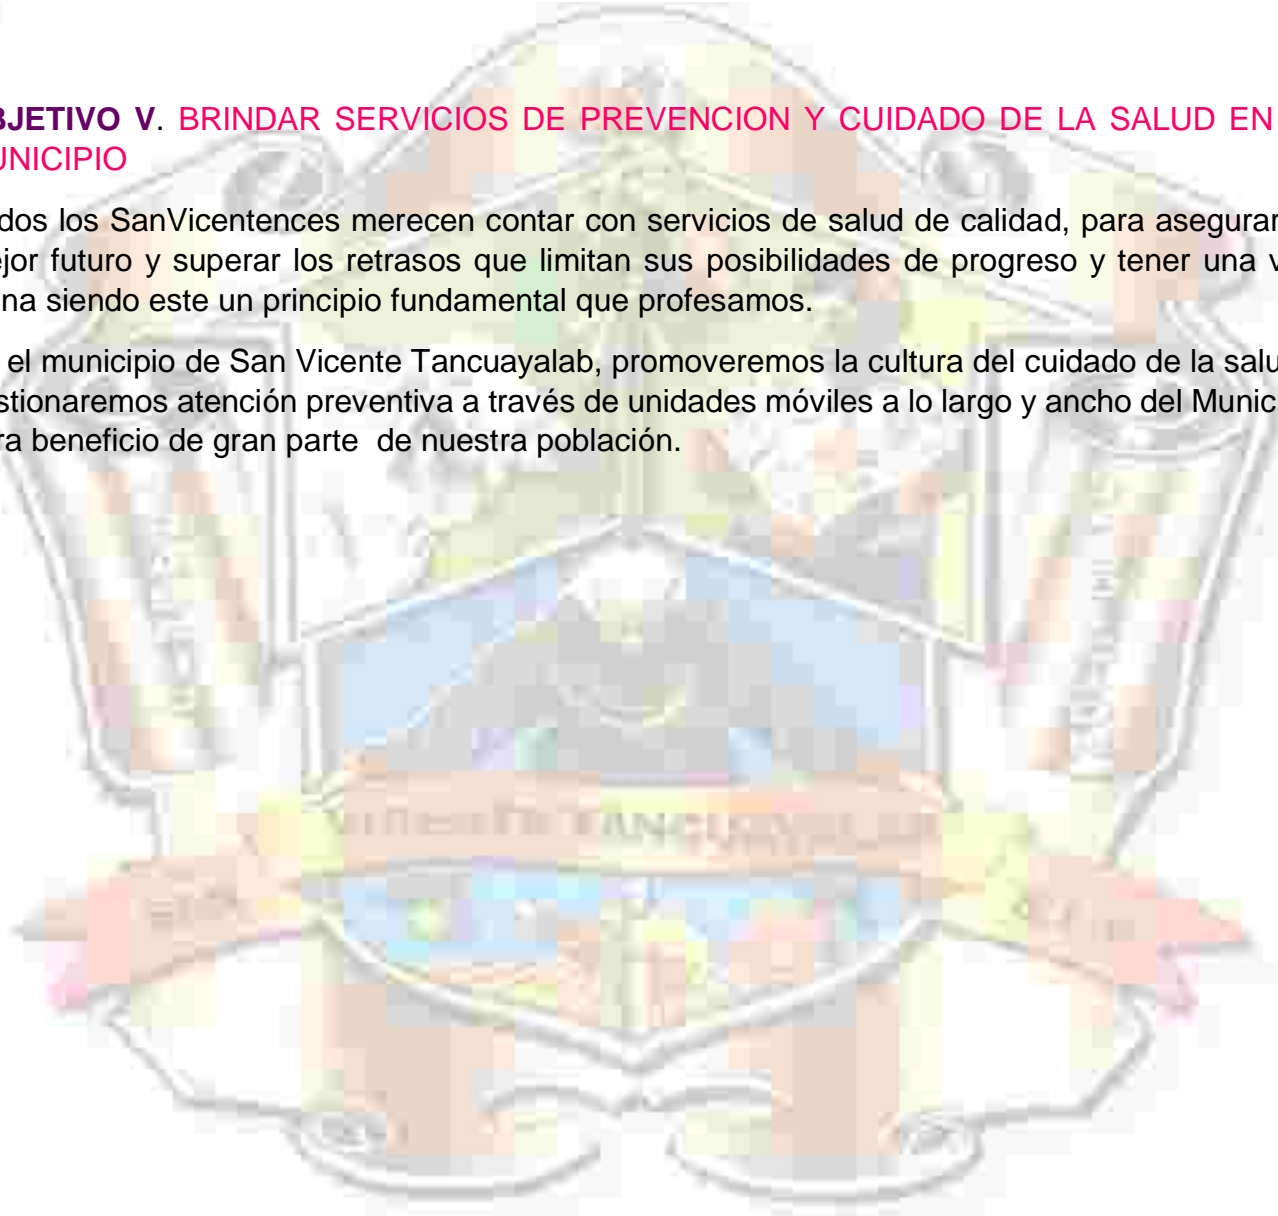 BJETIVO V. BRINDAR SERVICIOS DE PREVENCION Y CUIDADO DE LA SALUD EN
UNICIPIO
dos los SanVicentences merecen contar con servicios de salud de calidad, para asegurar
ejor futuro y superar los retrasos que limitan sus posibilidades de progreso y tener una v
na siendo este un principio fundamental que profesamos.
el municipio de San Vicente Tancuayalab, promoveremos la cultura del cuidado de la salu
estionaremos atención preventiva a través de unidades móviles a lo largo y ancho del Munic
ra beneficio de gran parte de nuestra población.